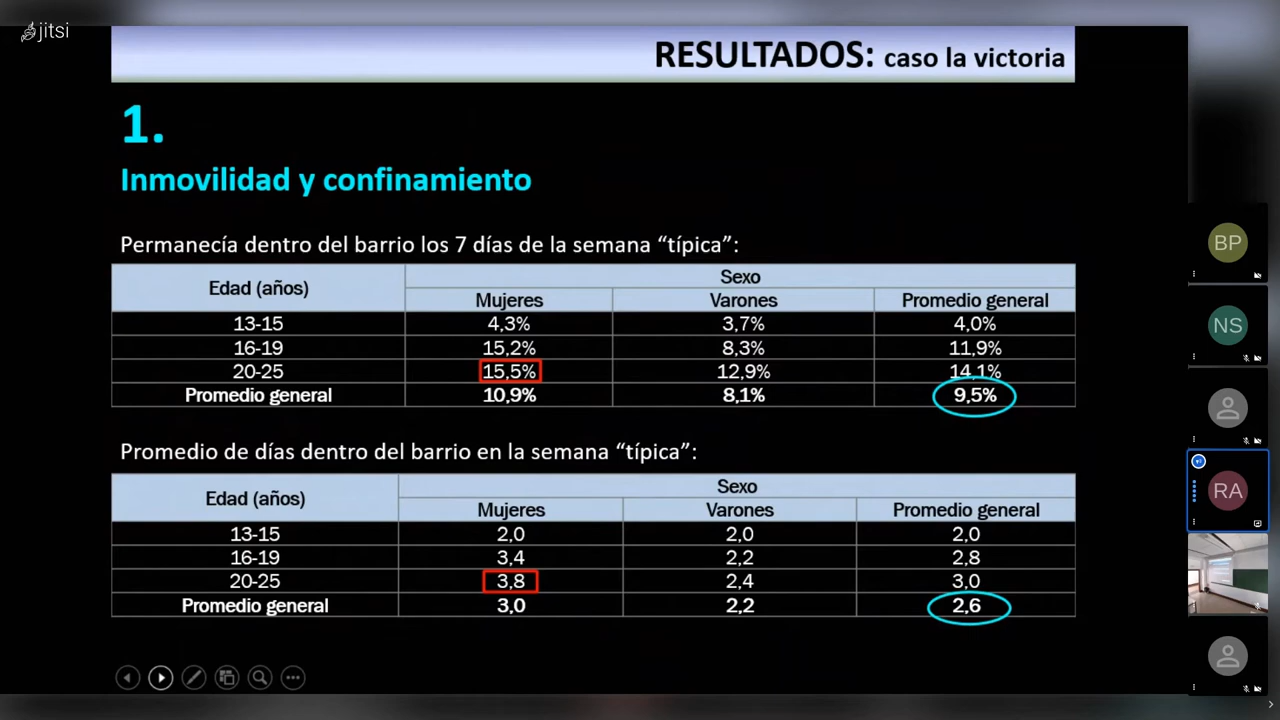 jitsi
RESULTADOS: caso la victoria
1.
Inmovilidad y confinamiento
Permanecía dentro del barrio los 7 días de la semana “típica”:
Edad (años) Sexo
Mujeres Varones Promedio general
13-15 4,3% 3,7% 4,0%
16-19 15,2% 8,3% 11,9%
20-25 15,5% 12,9% 14,1%
Promedio general 10,9% 8,1% 9,5%
Promedio de días dentro del barrio en la semana “típica”:
Edad (años) Sexo
Mujeres Varones Promedio general
13-15 2,0 2,0 2,0
16-19 3,4 2,2 2,8
20-25 3,8 2,4 3,0
Promedio general 3,0 2,2 2,6
BP
NS
RA